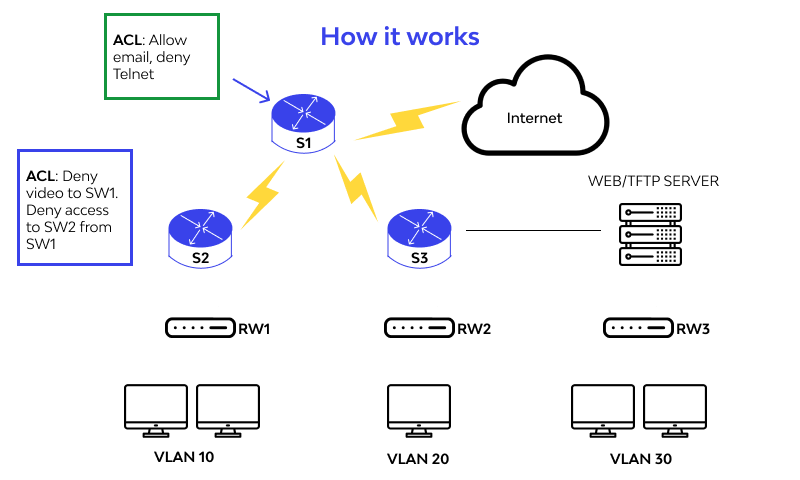 How it works
ACL: Allow
email, deny
Telnet
S1
Internet
ACL: Deny
video to SW1.
Deny access
to SW2 from
SW1
WEB/TFTP SERVER
S2
S3
RW1
RW2
RW3
VLAN 10
VLAN 20
VLAN 30